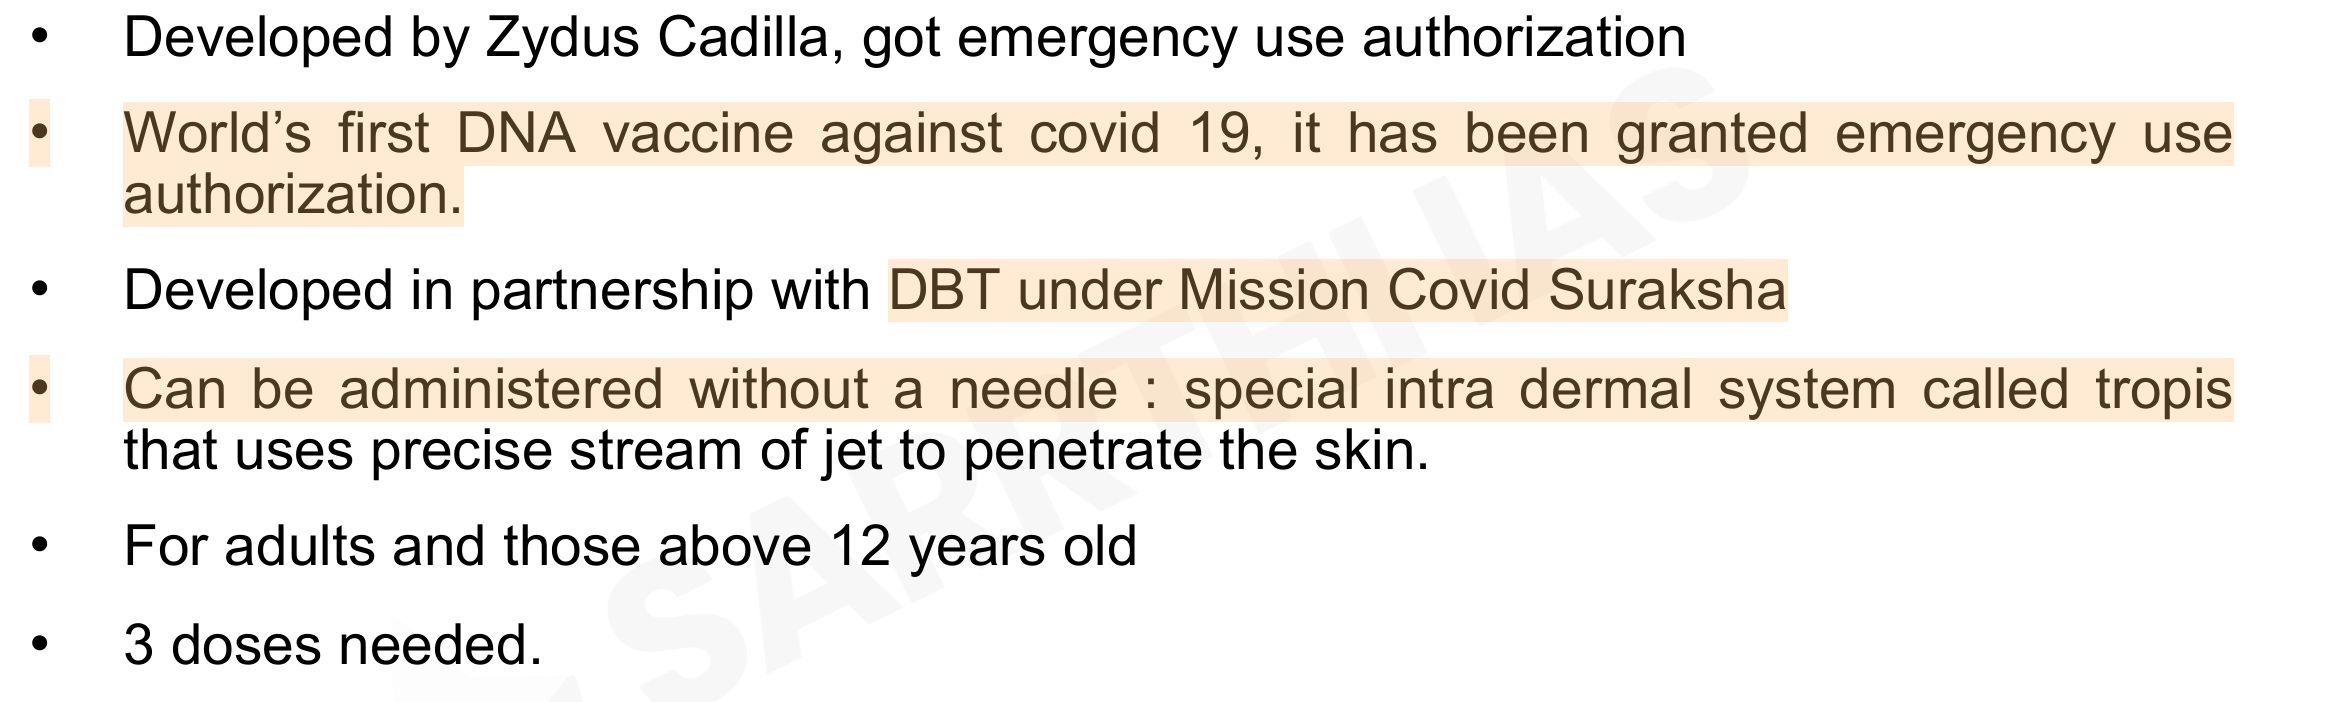 • Developed by Zydus Cadilla, got emergency use authorization
• World’s first DNA vaccine against covid 19, it has been granted emergency use
authorization.
• Developed in partnership with DBT under Mission Covid Suraksha
• Can be administered without a needle : special intra dermal system called tropis
that uses precise stream of jet to penetrate the skin.
• For adults and those above 12 years old
• 3 doses needed.
SARRTHI IAS